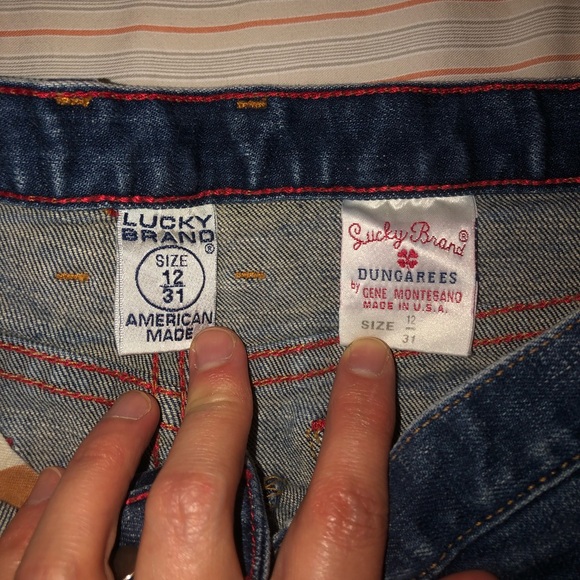 LUCKY
BRAND®
SIZE
12
31
AMERICAN
MADE
Lucky Brand®
DUNGAREES
by GENE MONTESANO
MADE IN U.S.A.
SIZE 12
31